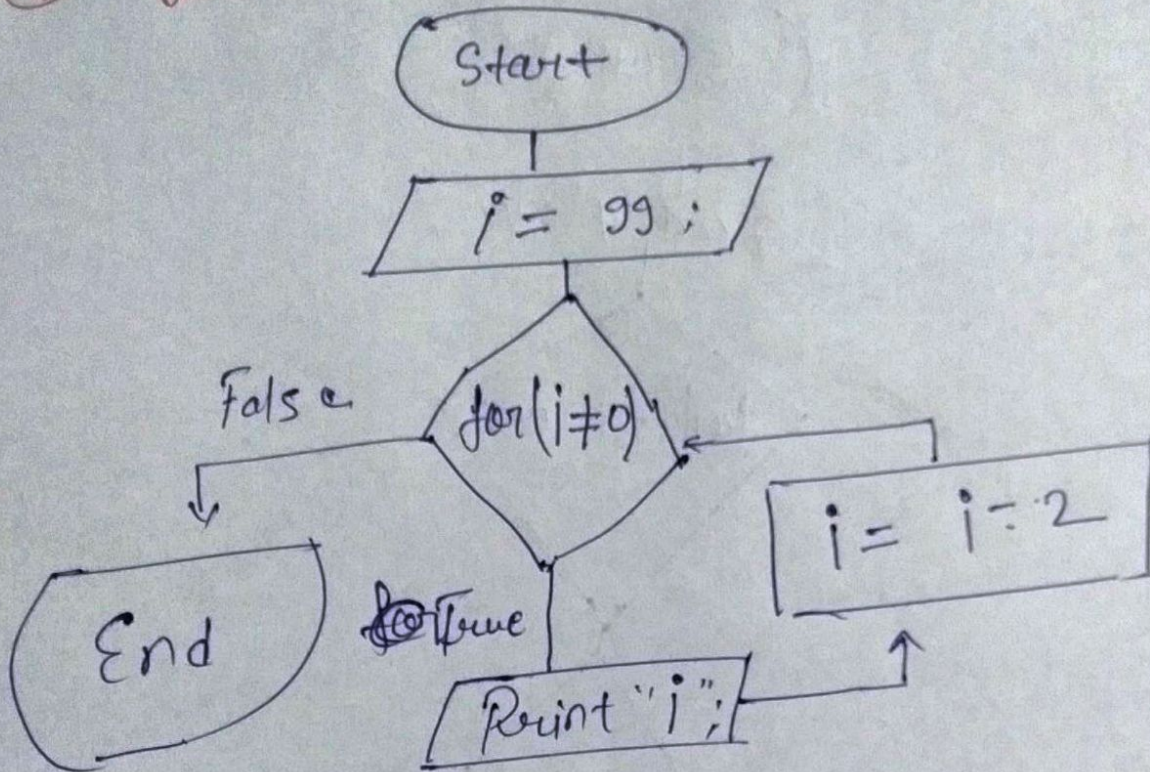 Start
i = 99 ;
for(i≠0)
False
i = i - 2
End
True
Print "i";